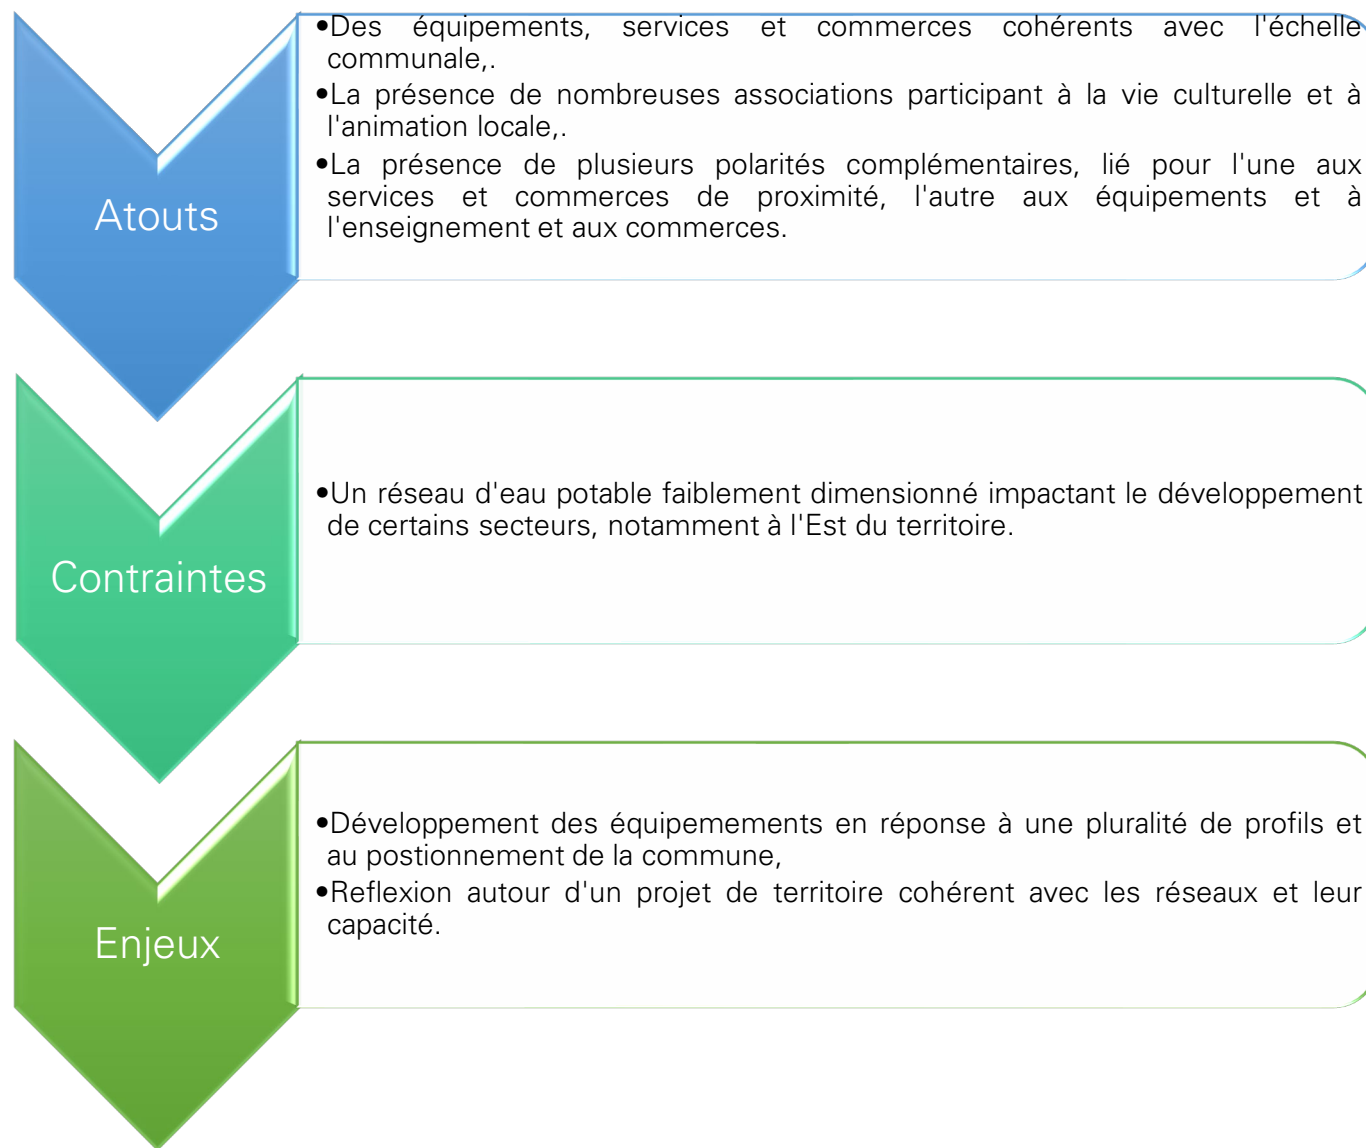 •Des équipements, services et commerces cohérents avec l'échelle
communale,.
•La présence de nombreuses associations participant à la vie culturelle et à
l'animation locale,.
•La présence de plusieurs polarités complémentaires, lié pour l'une aux
services et commerces de proximité, l'autre aux équipements et à
l'enseignement et aux commerces.
Atouts
•Un réseau d'eau potable faiblement dimensionné impactant le développement
de certains secteurs, notamment à l'Est du territoire.
Contraintes
•Développement des équipemements en réponse à une pluralité de profils et
au postionnement de la commune,
•Reflexion autour d'un projet de territoire cohérent avec les réseaux et leur
capacité.
Enjeux